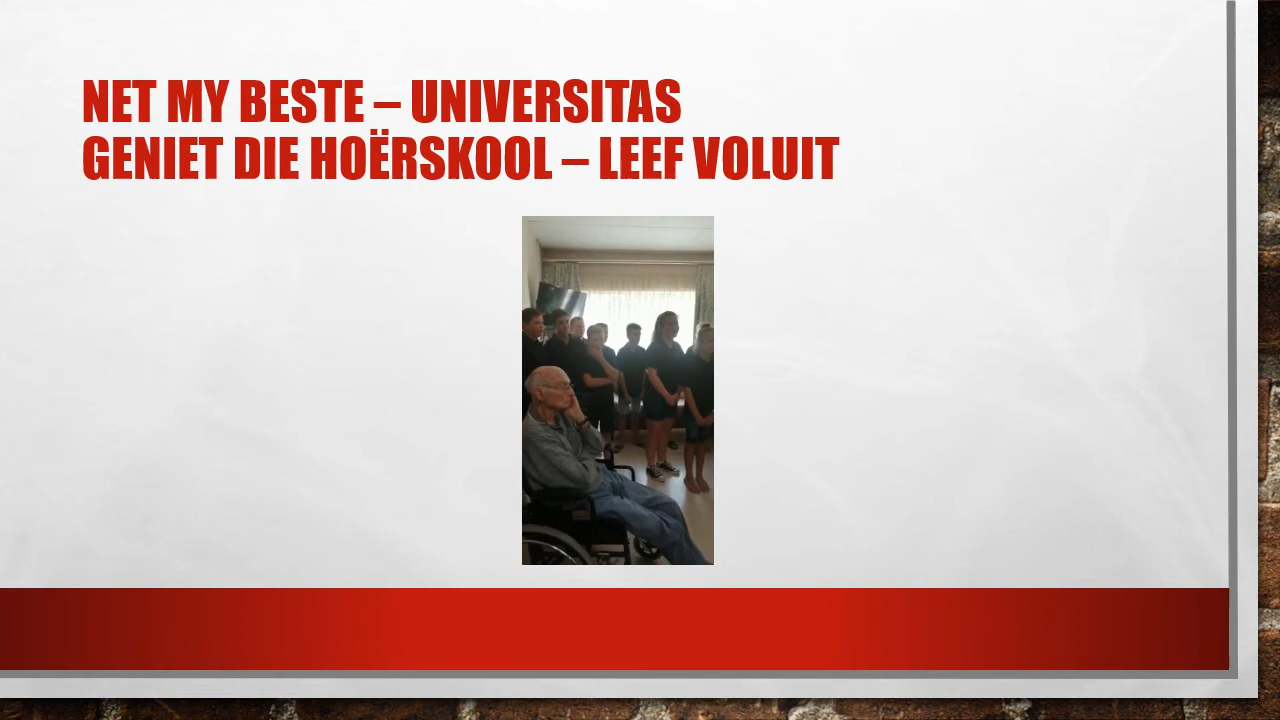 NET MY BESTE – UNIVERSITAS
GENIET DIE HOËRSKOOL – LEEF VOLUIT